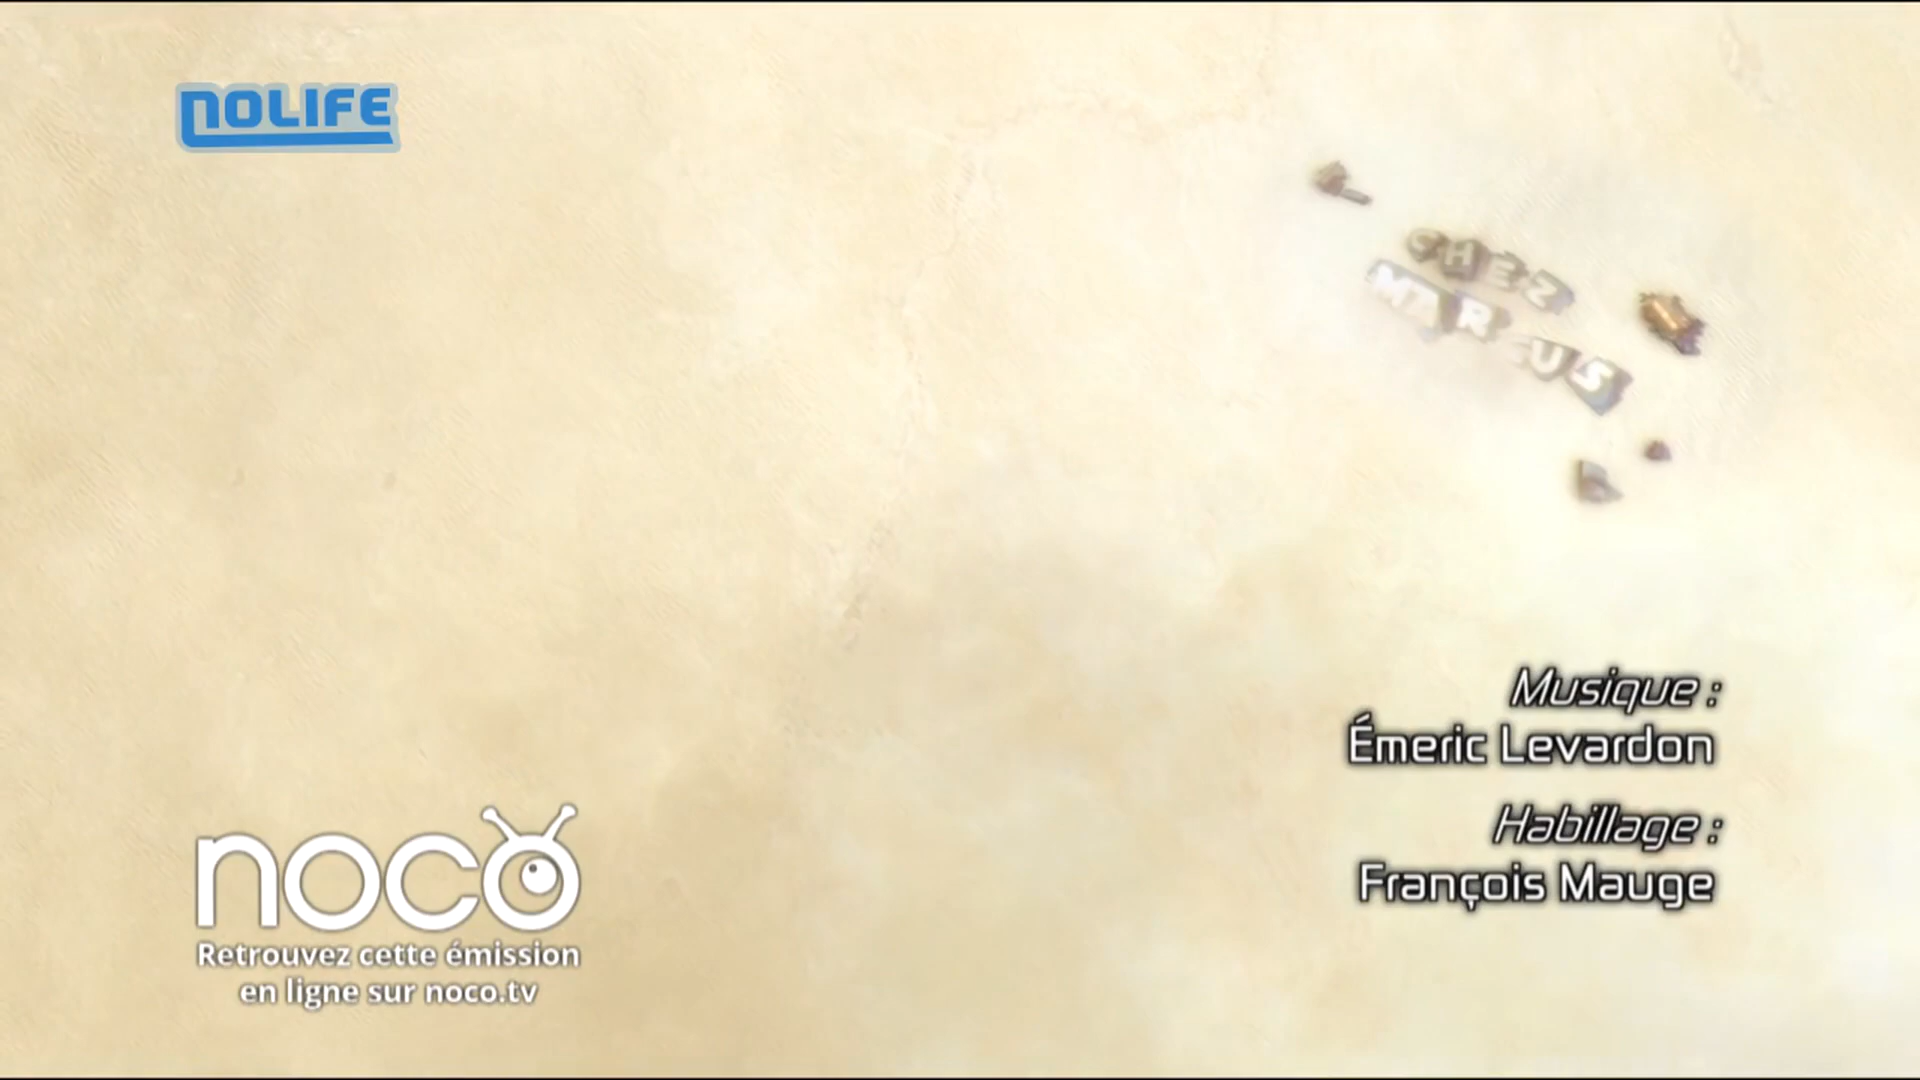 NOLIFE
CHEZ
MARCUS
Musique :
Émeric Levardon
Habillage :
François Mauge
noco
Retrouvez cette émission
en ligne sur noco.tv